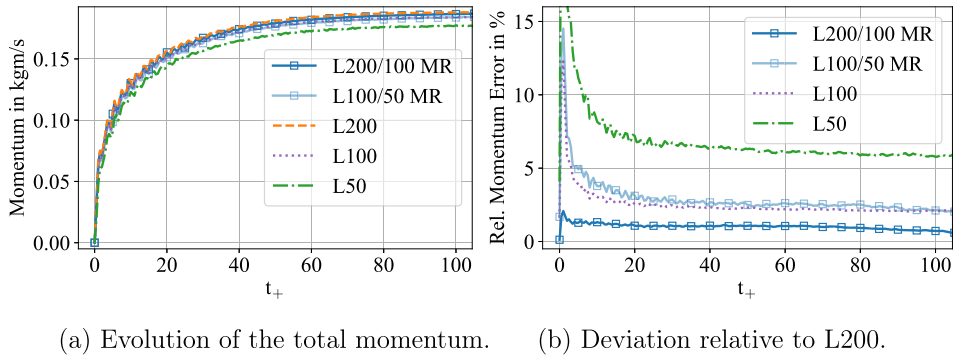 Momentum in kgm/s
0.15
0.10
0.05
0.00
L200/100 MR
L100/50 MR
L200
L100
L50
0 20 40 60 80 100
t+
Rel. Momentum Error in %
15
10
5
0
L200/100 MR
L100/50 MR
L100
L50
0 20 40 60 80 100
t+
(a) Evolution of the total momentum.
(b) Deviation relative to L200.